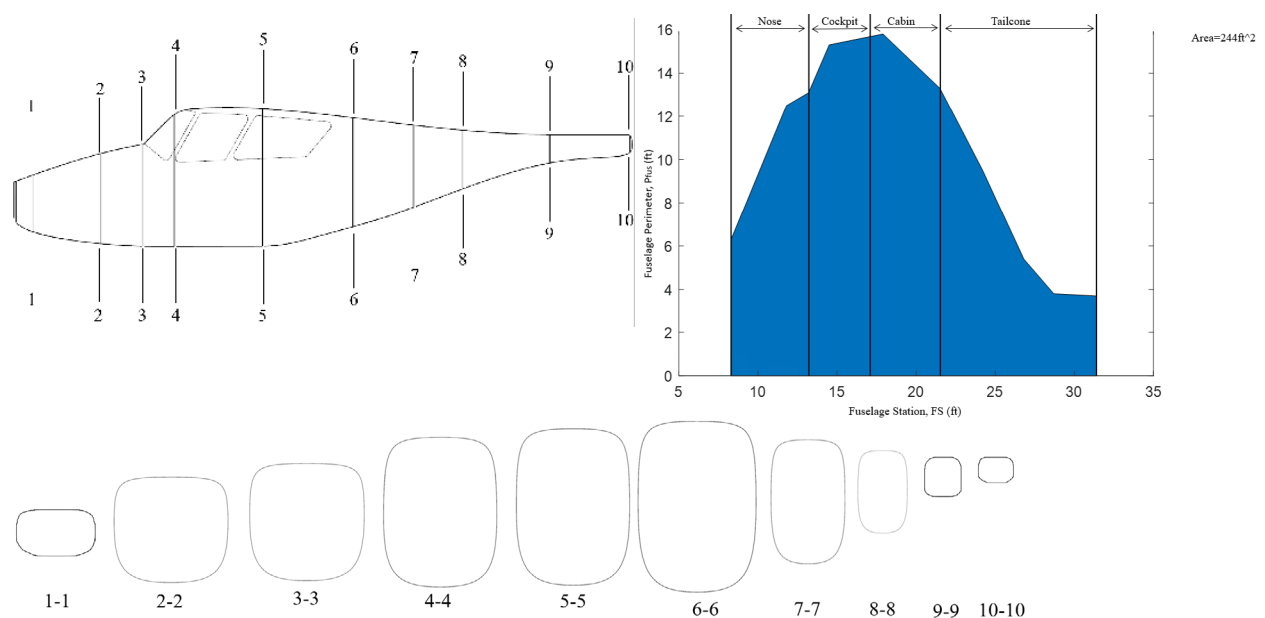 1 2 3 4 5 6 7 8 9 10
1 2 3 4 5 6 7 8 9 10
Nose Cockpit Cabin Tailcone
Area=244ft^2
16
14
12
10
8
6
4
2
0
Fuselage Perimeter, Pfus (ft)
5 10 15 20 25 30 35
Fuselage Station, FS (ft)
1-1 2-2 3-3 4-4 5-5 6-6 7-7 8-8 9-9 10-10